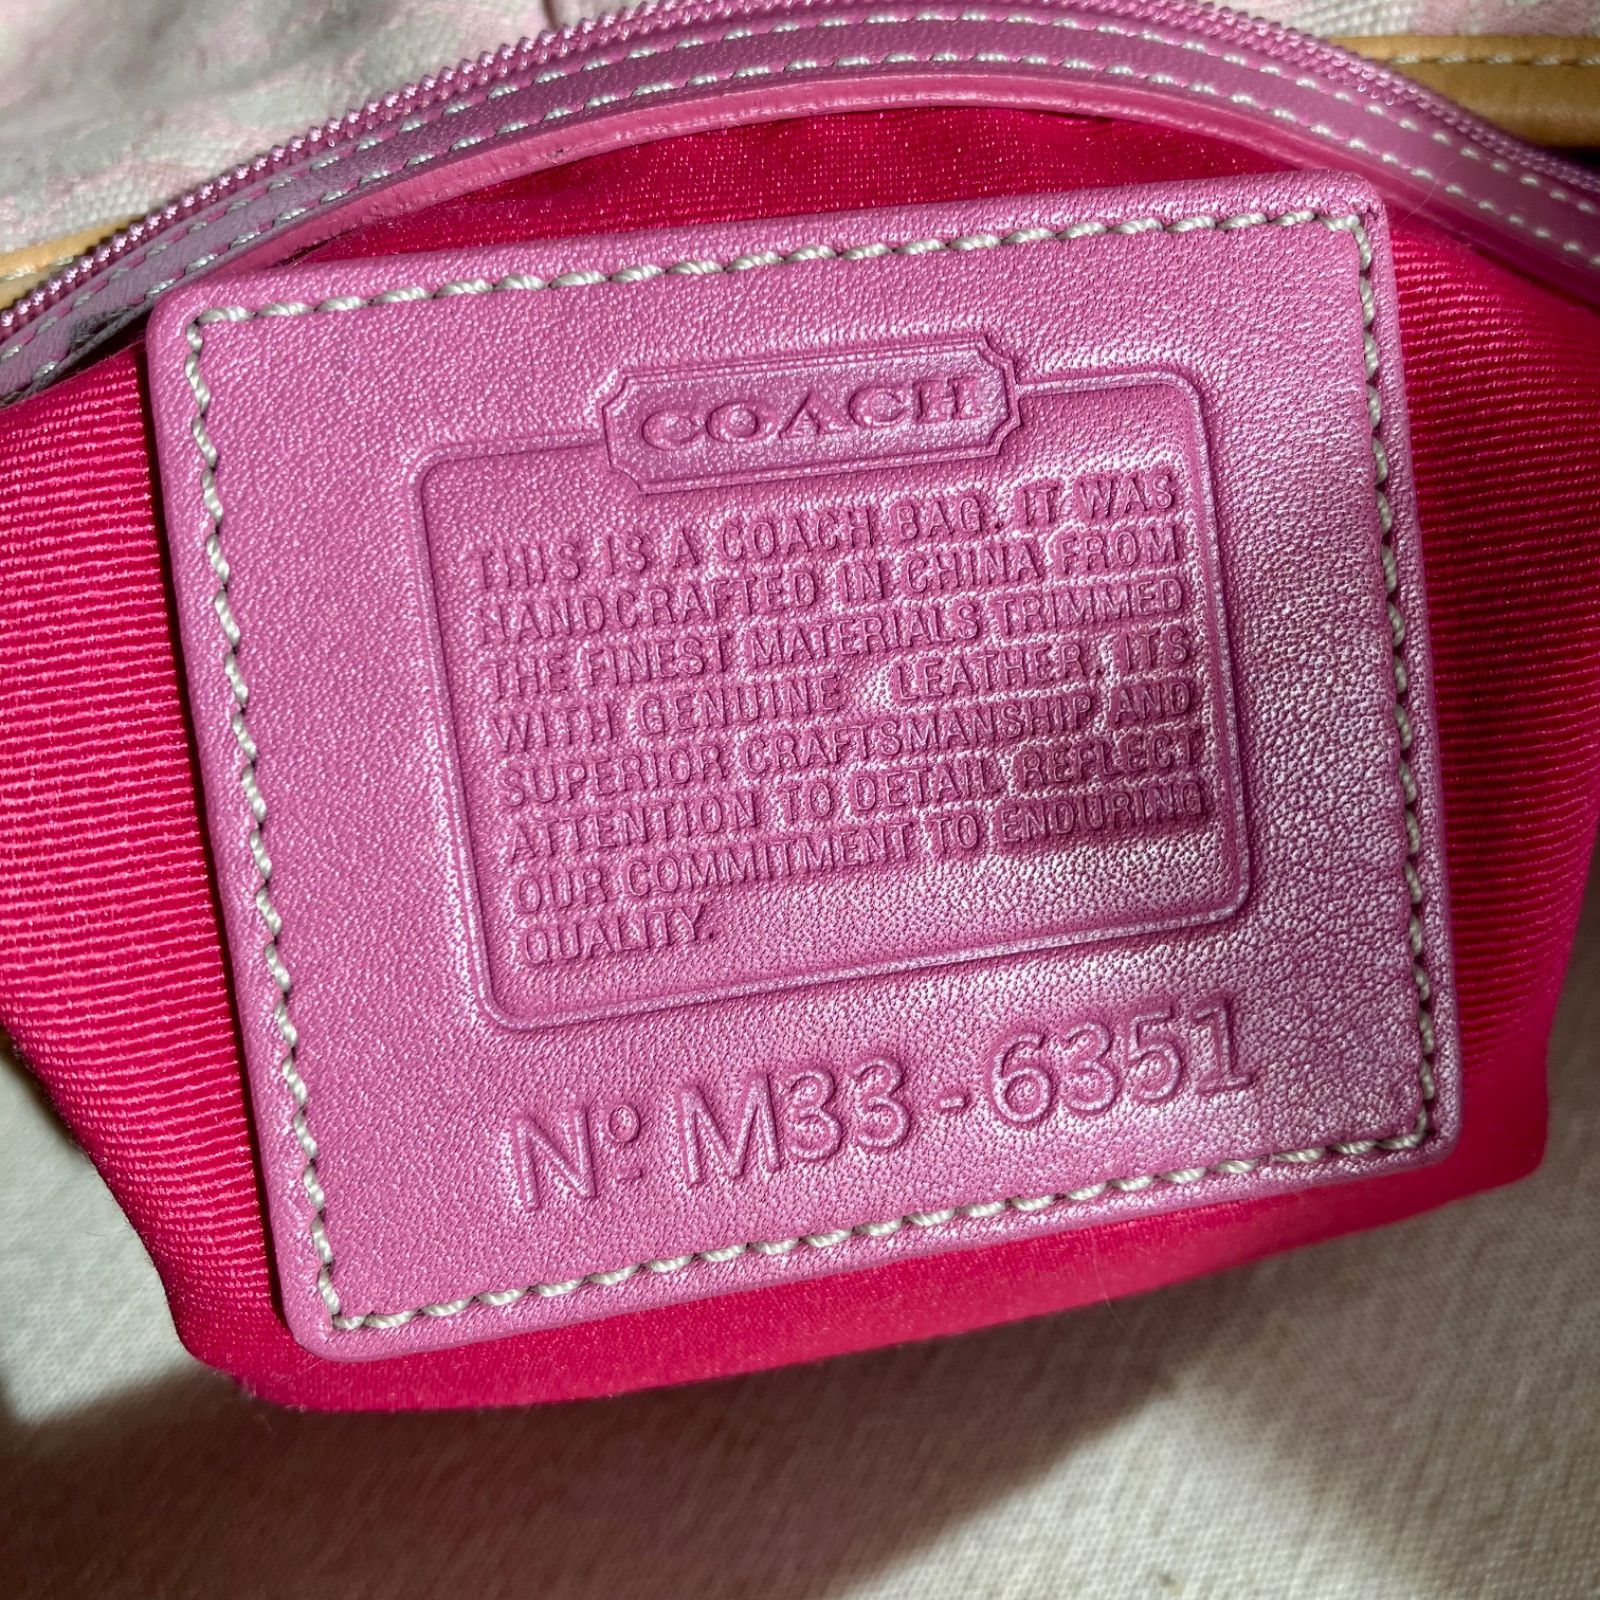 COACH
THIS IS A COACH BAG. IT WAS
HANDCRAFTED IN CHINA FROM
THE FINEST MATERIALS TRIMMED
WITH GENUINE LEATHER. ITS
SUPERIOR CRAFTSMANSHIP AND
ATTENTION TO DETAIL REFLECT
OUR COMMITMENT TO ENDURING
QUALITY.
Nº M33-6351